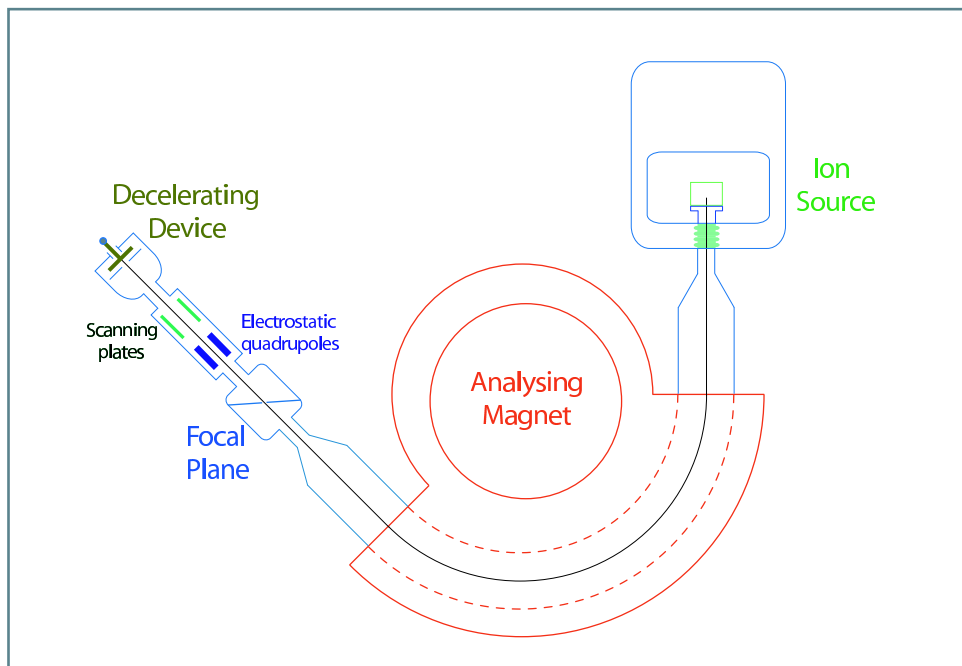 Ion
Source
Decelerating
Device
Scanning
plates
Electrostatic
quadrupoles
Analysing
Magnet
Focal
Plane